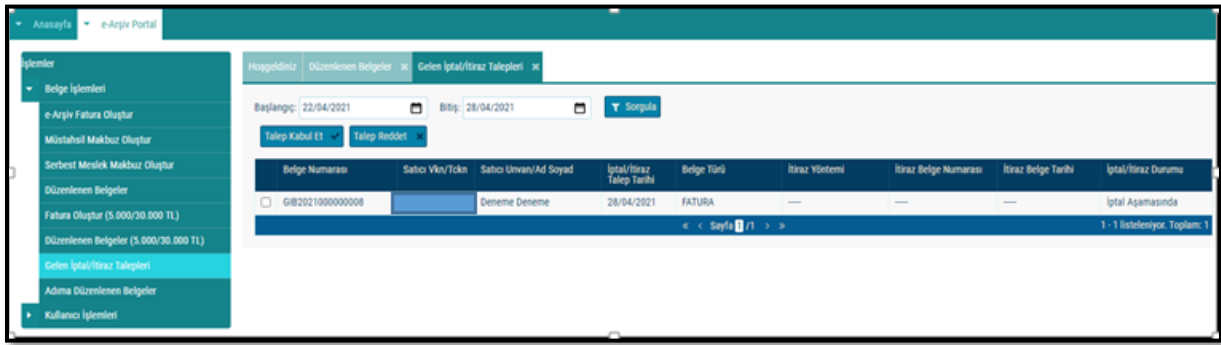 Anasayfa e-Arşiv Portal
İşlemler
Belge İşlemleri
e-Arşiv Fatura Oluştur
Müstahsil Makbuz Oluştur
Serbest Meslek Makbuz Oluştur
Düzenlenen Belgeler
Fatura Oluştur (5.000/30.000 TL)
Düzenlenen Belgeler (5.000/30.000 TL)
Gelen İptal/İtiraz Talepleri
Adıma Düzenlenen Belgeler
Kullanıcı İşlemleri
Hoşgeldiniz Düzenlenen Belgeler × Gelen İptal/İtiraz Talepleri ×
Başlangıç: 22/04/2021 Bitiş: 28/04/2021 Sorgula
Talep Kabul Et Talep Reddet
Belge Numarası Satıcı Vkn/Tckn Satıcı Unvan/Ad Soyad İptal/İtiraz Talep Tarihi Belge Türü İtiraz Yöntemi İtiraz Belge Numarası İtiraz Belge Tarihi İptal/İtiraz Durumu
GIB2021000000008 Deneme Deneme 28/04/2021 FATURA ---- ---- ---- İptal Aşamasında
« < Sayfa 1 /1 > » 1 - 1 listeleniyor. Toplam: 1